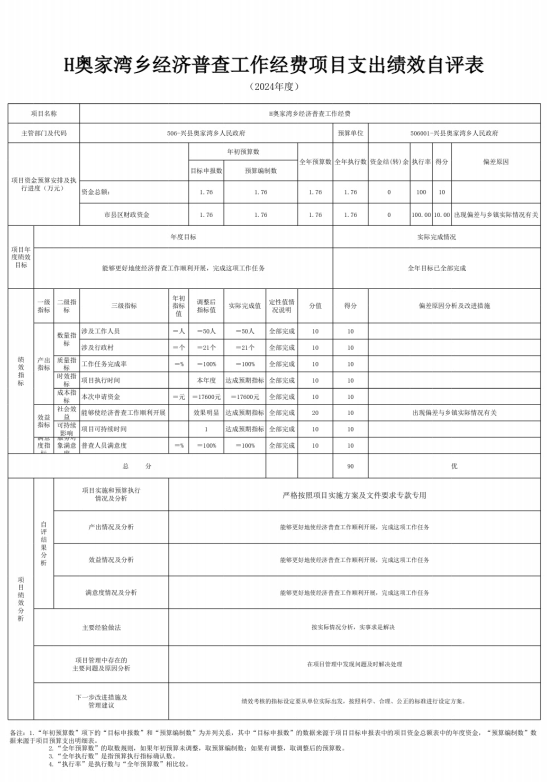 H奥家湾乡经济普查工作经费项目支出绩效自评表
（2024年度）
项目名称 H奥家湾乡经济普查工作经费
主管部门及代码 506-兴县奥家湾乡人民政府 预算单位 506001-兴县奥家湾乡人民政府
项目资金预算安排及执行进度（万元） 年初预算数 全年预算数 全年执行数 资金结(转)余 执行率 得分 偏差原因
目标申报数 预算编制数
资金总额： 1.76 1.76 1.76 1.76 0 100 10
市县区财政资金 1.76 1.76 1.76 1.76 0 100.00 10.00 出现偏差与乡镇实际情况有关
项目年度绩效目标 年度目标 实际完成情况
能够更好地使经济普查工作顺利开展，完成这项工作任务 全年目标已全部完成
绩效指标 一级指标 二级指标 三级指标 年初指标值 调整后指标值 实际完成值 定性值情况说明 分值 得分 偏差原因分析及改进措施
产出指标 数量指标 涉及工作人员 =人 =50人 =50人 全部完成 10 10
涉及行政村 =个 =21个 =21个 全部完成 10 10
质量指标 工作任务完成率 =% =100% =100% 全部完成 10 10
时效指标 项目执行时间 本年度 达成预期指标 全部完成 10 10
成本指标 本次申请资金 =元 =17600元 =17600元 全部完成 10 10
效益指标 社会效益 能够使经济普查工作顺利开展 效果明显 达成预期指标 全部完成 20 10 出现偏差与乡镇实际情况有关
可持续影响 项目可持续时间 1 达成预期指标 全部完成 10 10
满意度指标 服务对象满意度 普查人员满意度 =% =100% =100% 全部完成 10 10
总 分 90 优
项目绩效分析 自评结果分析 项目实施和预算执行情况及分析 严格按照项目实施方案及文件要求专款专用
产出情况及分析 能够更好地使经济普查工作顺利开展，完成这项工作任务
效益情况及分析 能够更好地使经济普查工作顺利开展，完成这项工作任务
满意度情况及分析 能够更好地使经济普查工作顺利开展，完成这项工作任务
主要经验做法 按实际情况分析，实事求是解决
项目管理中存在的主要问题及原因分析 在项目管理中发现问题及时解决处理
下一步改进措施及管理建议 绩效考核的指标设定要从单位实际出发，按照科学、合理、公正的标准进行设定方案。
备注：1.“年初预算数”项下的“目标申报数”和“预算编制数”为并列关系，其中“目标申报数”的数据来源于项目目标申报表中的项目资金总额表中的年度资金，“预算编制数”数
据来源于项目预算支出明细表。
2.“全年预算数”的取数规则，如果年初预算未调整，取预算编制数；如果有调整，取调整后的预算数。
3.“全年执行数”是指预算执行指标确认数。
4.“执行率”是执行数与“全年预算数”相比较。